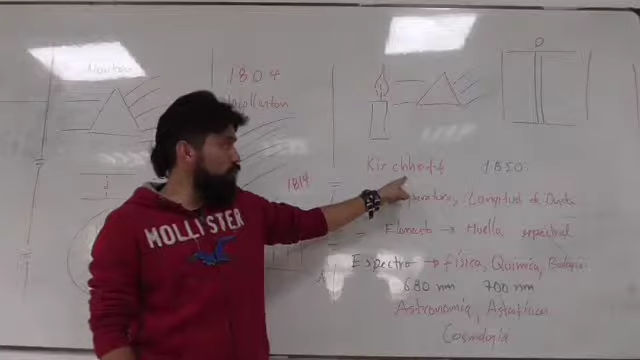 Newton
1804
Wollaston
1814
D
Kirchhoff 1850
Longitud de Onda
Elemento → Huella espectral
Espectro → física, Química, Biología
680 nm 700 nm
Astronomía, Astrofísica
Cosmología
MOLLYSTER